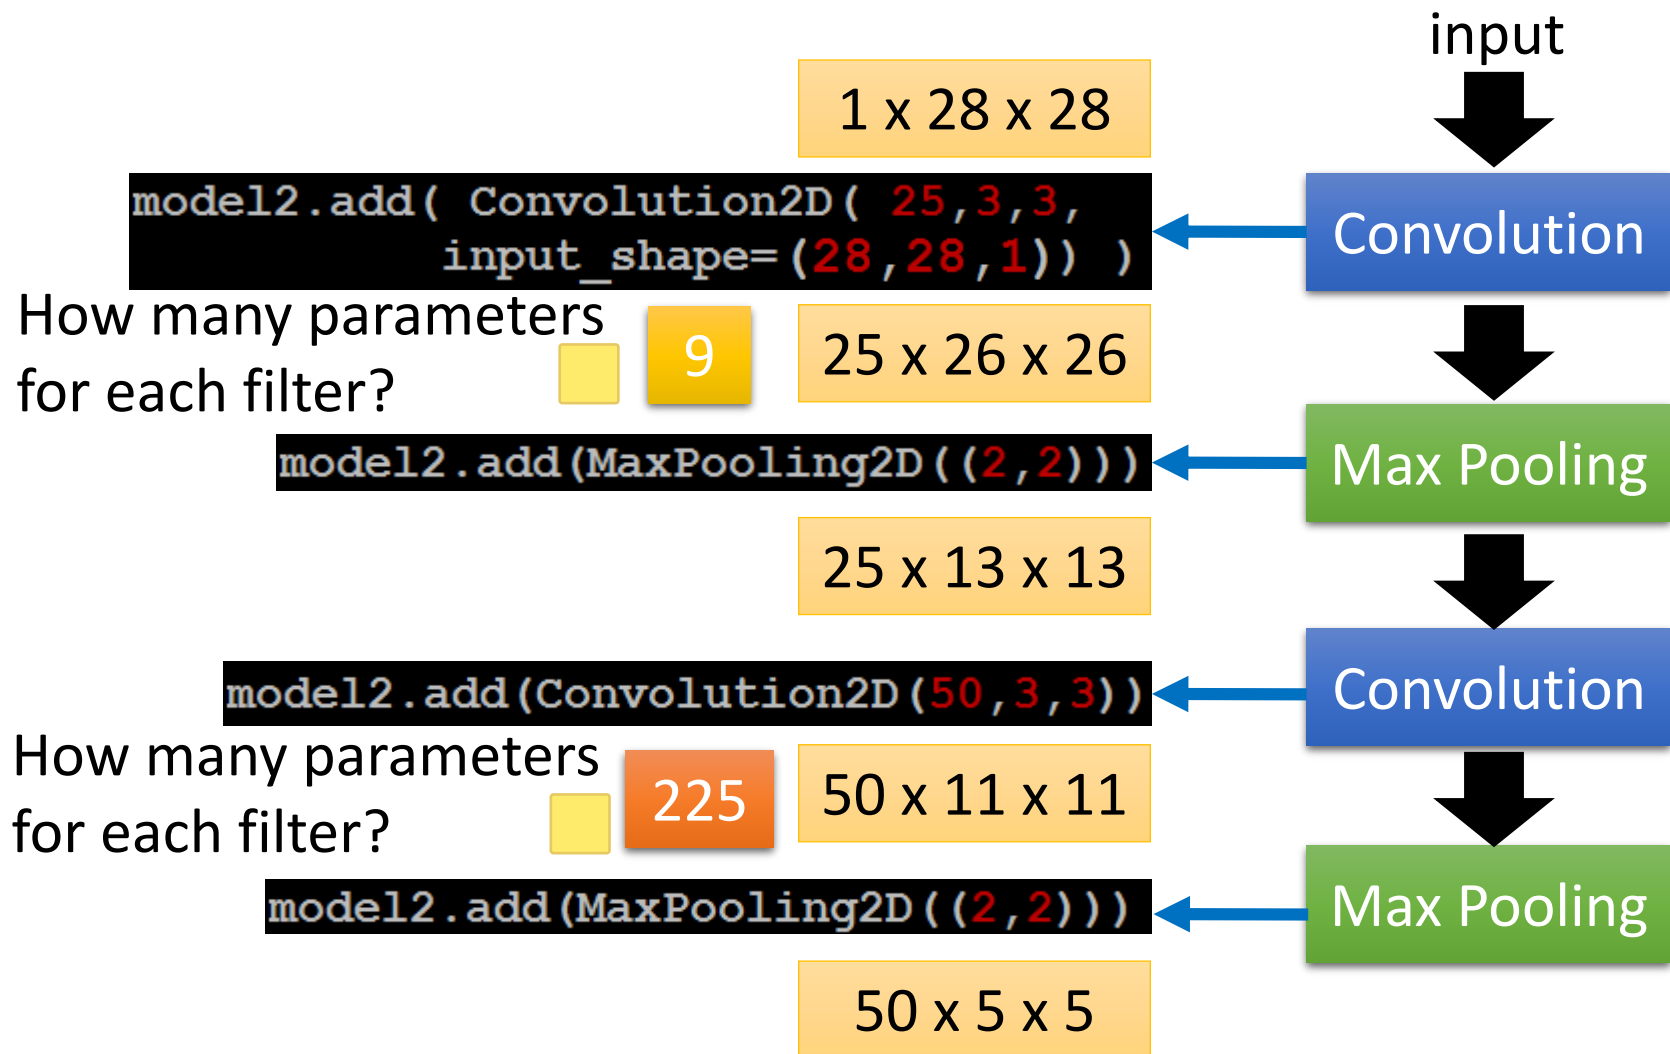 input
1 x 28 x 28
model2.add( Convolution2D( 25,3,3,
input_shape=(28,28,1)) )
Convolution
How many parameters
for each filter?
9
25 x 26 x 26
model2.add(MaxPooling2D((2,2)))
Max Pooling
25 x 13 x 13
model2.add(Convolution2D(50,3,3))
Convolution
How many parameters
for each filter?
225
50 x 11 x 11
model2.add(MaxPooling2D((2,2)))
Max Pooling
50 x 5 x 5